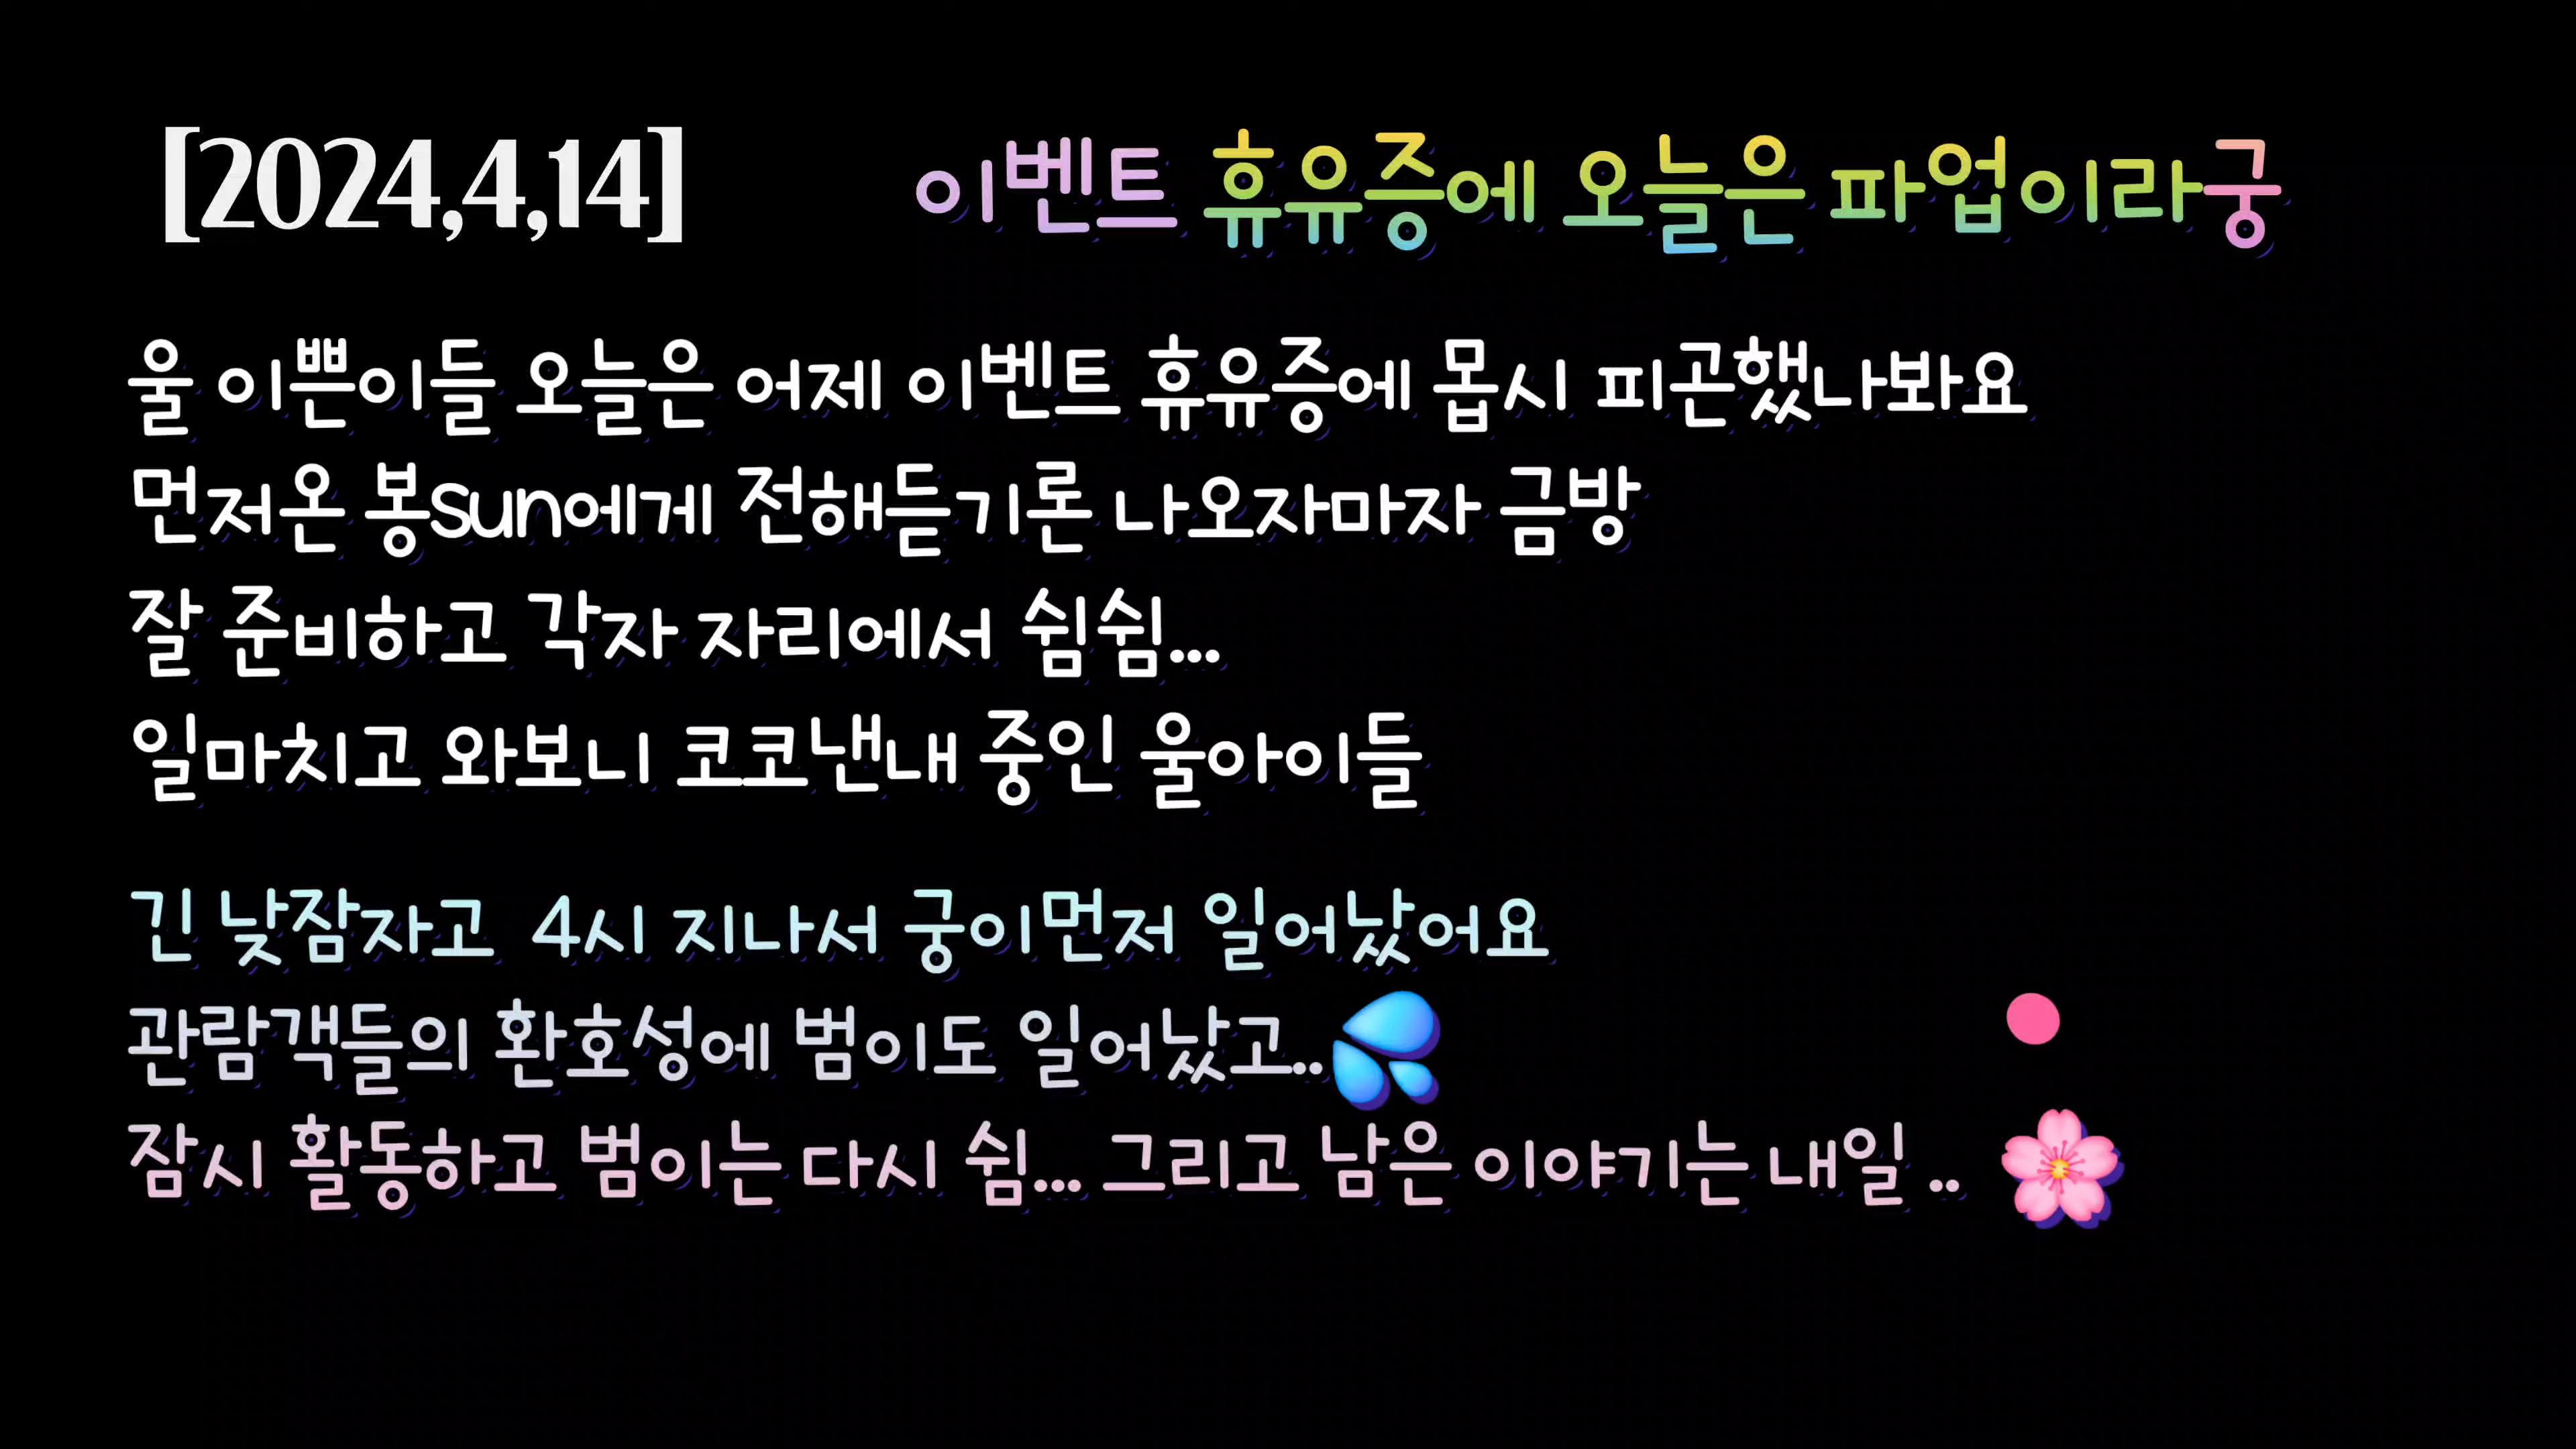 [2024,4,14] 이벤트 휴유증에 오늘은 파업이라궁
울 이쁜이들 오늘은 어제 이벤트 휴유증에 몹시 피곤했나봐요
먼저온 봉sun에게 전해듣기론 나오자마자 금방
잘 준비하고 각자 자리에서 쉼쉼...
일마치고 와보니 코코낸내 중인 울아이들
긴 낮잠자고 4시 지나서 궁이먼저 일어났어요
관람객들의 환호성에 범이도 일어났고..💦
잠시 활동하고 범이는 다시 쉼... 그리고 남은 이야기는 내일 .. 🌸